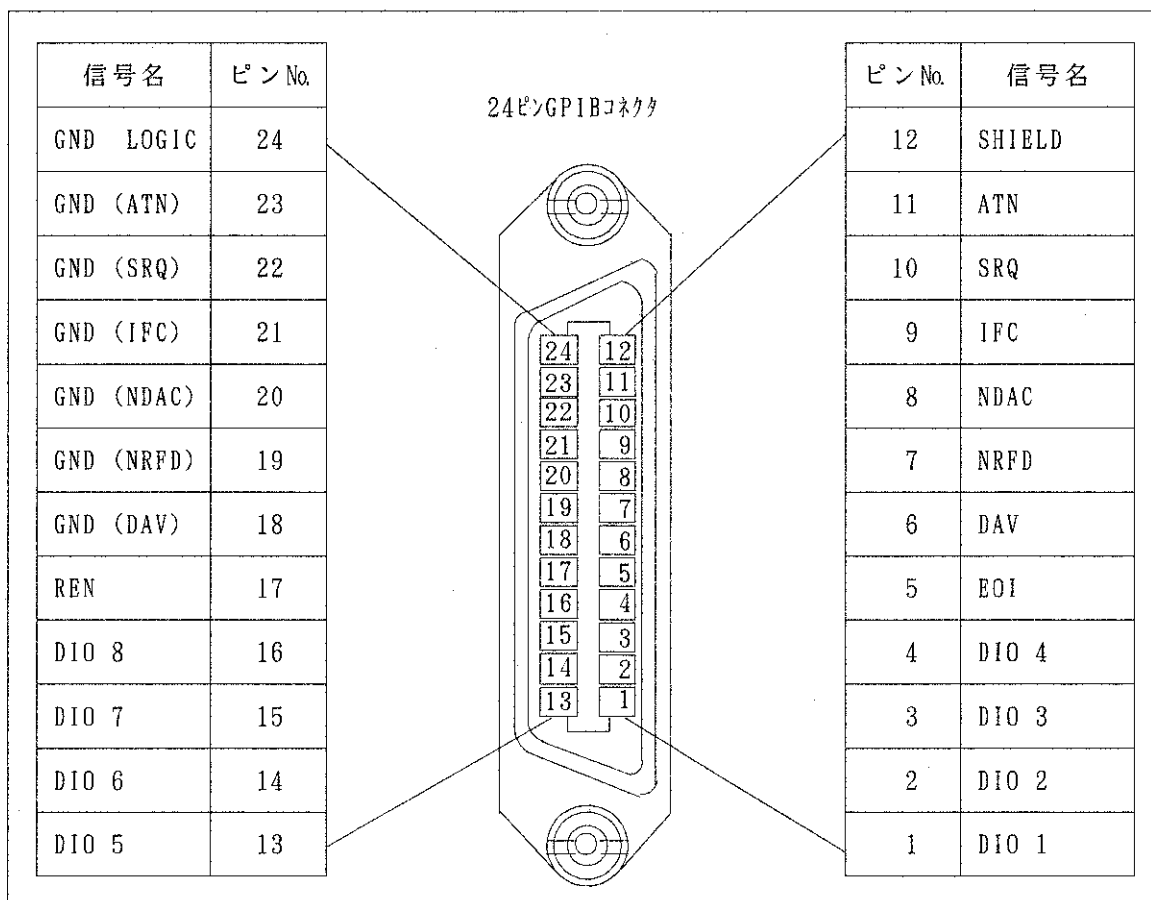 24ピンGPIBコネクタ
信号名 ピンNo.
GND LOGIC 24
GND (ATN) 23
GND (SRQ) 22
GND (IFC) 21
GND (NDAC) 20
GND (NRFD) 19
GND (DAV) 18
REN 17
DIO 8 16
DIO 7 15
DIO 6 14
DIO 5 13
24 12
23 11
22 10
21 9
20 8
19 7
18 6
17 5
16 4
15 3
14 2
13 1
ピンNo. 信号名
12 SHIELD
11 ATN
10 SRQ
9 IFC
8 NDAC
7 NRFD
6 DAV
5 EOI
4 DIO 4
3 DIO 3
2 DIO 2
1 DIO 1